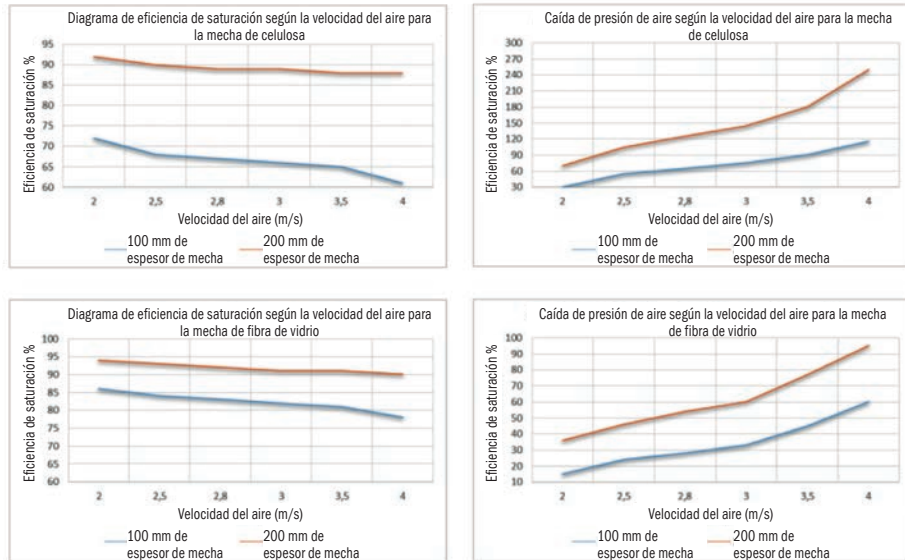 Diagrama de eficiencia de saturación según la velocidad del aire para
la mecha de celulosa
Eficiencia de saturación %
95
90
85
80
75
70
65
60
2 2,5 2,8 3 3,5 4
Velocidad del aire (m/s)
100 mm de
espesor de mecha
200 mm de
espesor de mecha
Caída de presión de aire según la velocidad del aire para la mecha
de celulosa
Eficiencia de saturación %
300
270
240
210
180
150
120
90
60
30
2 2,5 2,8 3 3,5 4
Velocidad del aire (m/s)
100 mm de
espesor de mecha
200 mm de
espesor de mecha
Diagrama de eficiencia de saturación según la velocidad del aire para
la mecha de fibra de vidrio
Eficiencia de saturación %
100
95
90
85
80
75
70
65
60
2 2,5 2,8 3 3,5 4
Velocidad del aire (m/s)
100 mm de
espesor de mecha
200 mm de
espesor de mecha
Caída de presión de aire según la velocidad del aire para la mecha
de fibra de vidrio
Eficiencia de saturación %
100
90
80
70
60
50
40
30
20
10
2 2,5 2,8 3 3,5 4
Velocidad del aire (m/s)
100 mm de
espesor de mecha
200 mm de
espesor de mecha